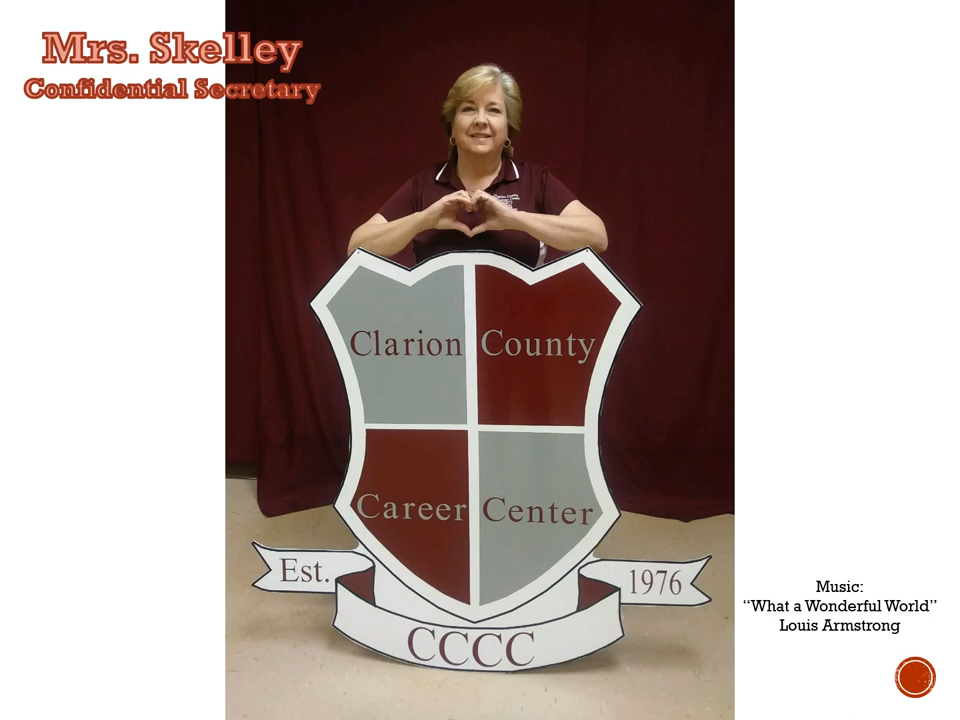 Mrs. Skelley
Confidential Secretary
Clarion County
Career Center
Est. 1976
CCCC
Music:
“What a Wonderful World”
Louis Armstrong